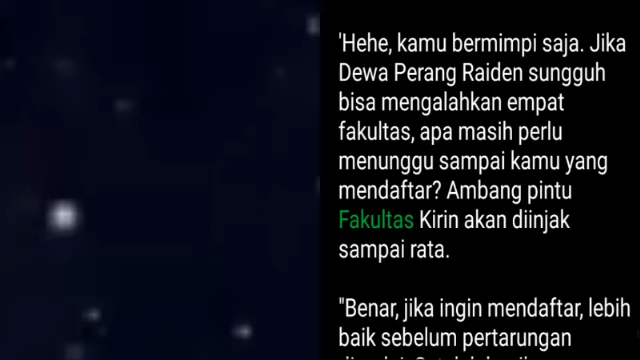 'Hehe, kamu bermimpi saja. Jika
Dewa Perang Raiden sungguh
bisa mengalahkan empat
fakultas, apa masih perlu
menunggu sampai kamu yang
mendaftar? Ambang pintu
Fakultas Kirin akan diinjak
sampai rata.
"Benar, jika ingin mendaftar, lebih
baik sebelum pertarungan